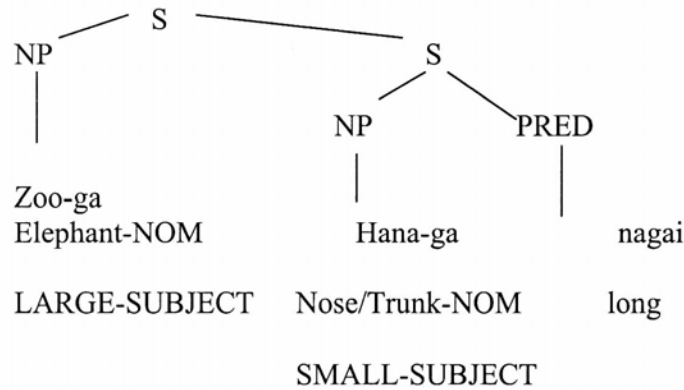 S
NP S
NP PRED
Zoo-ga
Elephant-NOM Hana-ga nagai
LARGE-SUBJECT Nose/Trunk-NOM long
SMALL-SUBJECT